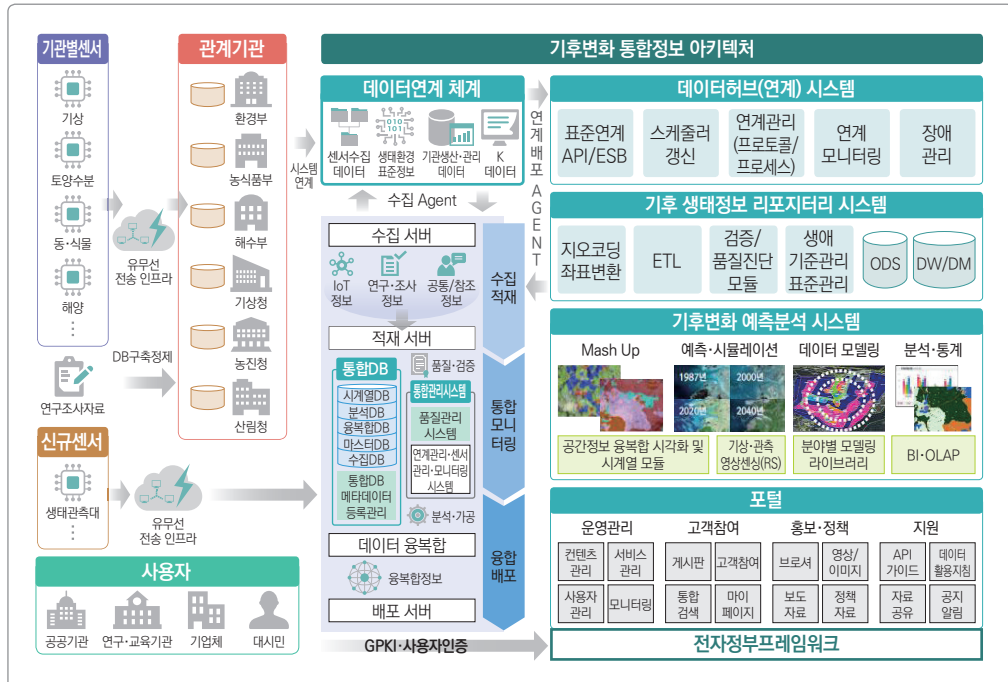 기관별센서
기상
토양수분
동·식물
해양
⋮
연구조사자료
신규센서
생태관측대
⋮
유무선
전송 인프라
DB구축정제
유무선
전송 인프라
관계기관
환경부
농식품부
해수부
기상청
농진청
산림청
시스템
연계
사용자
공공기관
연구·교육기관
기업체
대시민
기후변화 통합정보 아키텍처
데이터연계 체계
센서수집
데이터
생태환경
표준정보
기관생산·관리
데이터
K
데이터
수집 Agent
연계배포 AGENT
수집 서버
IoT
정보
연구·조사
정보
공통/참조
정보
적재 서버
통합DB
시계열DB
분석DB
융복합DB
마스터DB
수집DB
통합DB
메타데이터
등록관리
품질·검증
통합관리시스템
품질관리
시스템
연계관리·센서
관리·모니터링
시스템
분석·가공
데이터 융복합
융복합정보
배포 서버
수집
적재
통합
모니
터링
융합
배포
GPKI·사용자인증
데이터허브(연계) 시스템
표준연계
API/ESB
스케줄러
갱신
연계관리
(프로토콜/
프로세스)
연계
모니터링
장애
관리
기후 생태정보 리포지터리 시스템
지오코딩
좌표변환
ETL
검증/
품질진단
모듈
생애
기준관리
표준관리
ODS
DW/DM
기후변화 예측분석 시스템
Mash Up
예측·시뮬레이션
데이터 모델링
분석·통계
1987년
2000년
2020년
2040년
공간정보 융복합 시각화 및
시계열 모듈
기상·관측
영상센싱(RS)
분야별 모델링
라이브러리
BI·OLAP
포털
운영관리
고객참여
홍보·정책
지원
컨텐츠
관리
서비스
관리
게시판
고객참여
브로셔
영상/
이미지
API
가이드
데이터
활용지침
사용자
관리
모니터링
통합
검색
마이
페이지
보도
자료
정책
자료
자료
공유
공지
알림
전자정부프레임워크